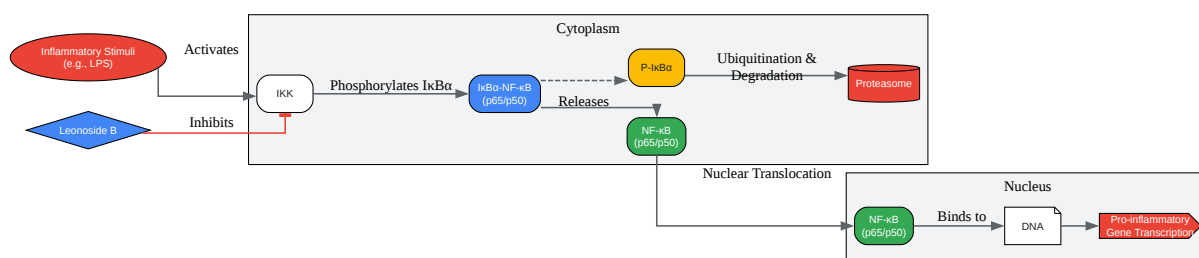 Cytoplasm
Inflammatory Stimuli
(e.g., LPS)
Activates
IKK
Phosphorylates IκBα
IκBα-NF-κB
(p65/p50)
P-IκBα
Ubiquitination &
Degradation
Proteasome
Releases
Leonoside B
Inhibits
NF-κB
(p65/p50)
Nuclear Translocation
Nucleus
NF-κB
(p65/p50)
Binds to
DNA
Pro-inflammatory
Gene Transcription